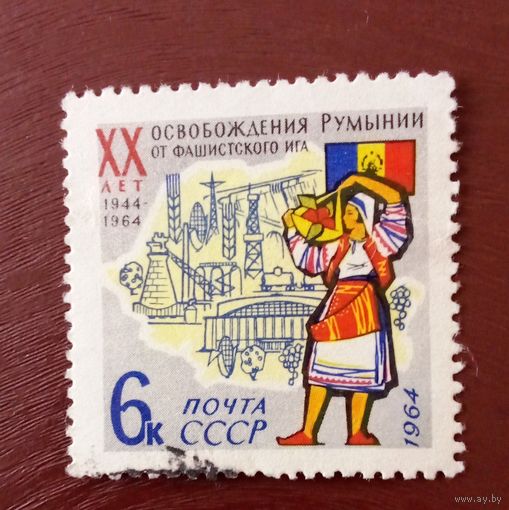 XX ОСВОБОЖДЕНИЯ РУМЫНИИ
ЛЕТ ОТ ФАШИСТСКОГО ИГА
1944-
1964
6к ПОЧТА
СССР
1964
www.ay.by